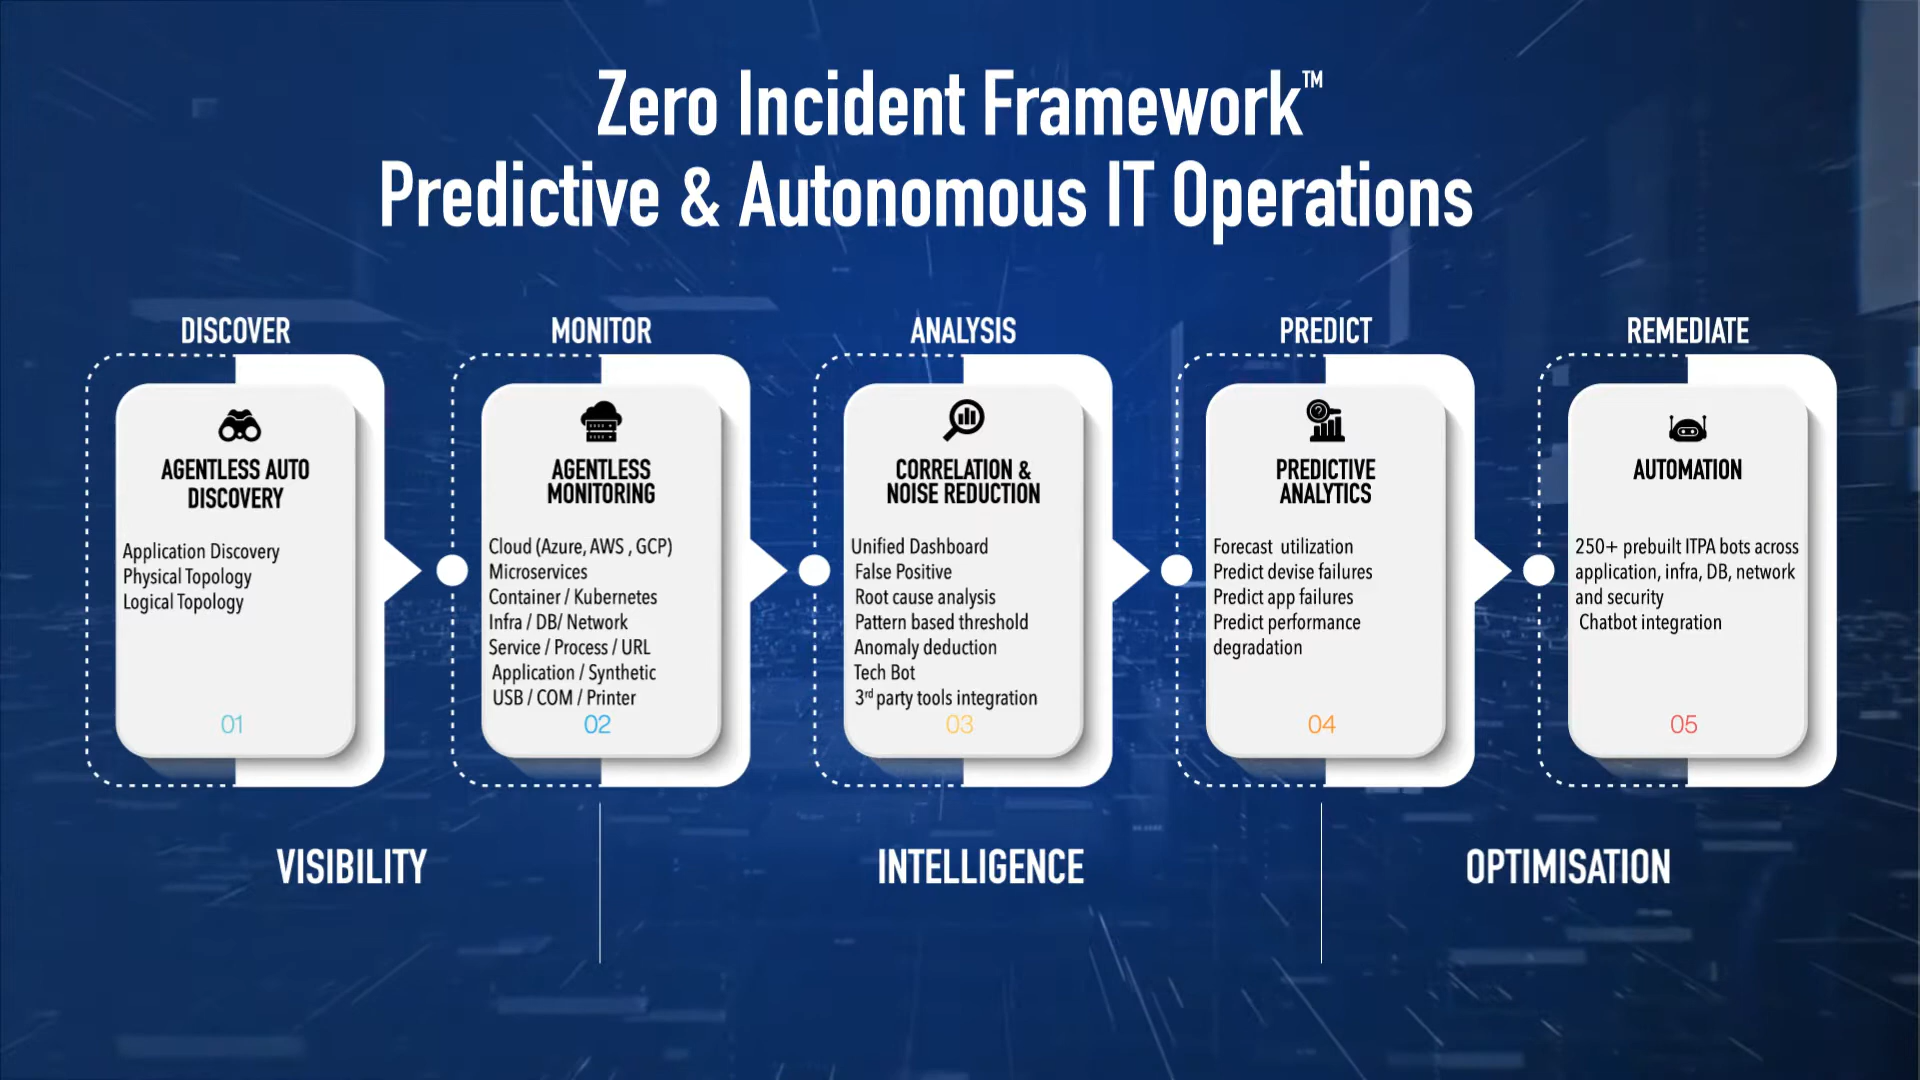 Zero Incident Framework™
Predictive & Autonomous IT Operations
DISCOVER
AGENTLESS AUTO
DISCOVERY
Application Discovery
Physical Topology
Logical Topology
01
MONITOR
AGENTLESS
MONITORING
Cloud (Azure, AWS , GCP)
Microservices
Container / Kubernetes
Infra / DB/ Network
Service / Process / URL
Application / Synthetic
USB / COM / Printer
02
ANALYSIS
CORRELATION &
NOISE REDUCTION
Unified Dashboard
False Positive
Root cause analysis
Pattern based threshold
Anomaly deduction
Tech Bot
3rd party tools integration
03
PREDICT
PREDICTIVE
ANALYTICS
Forecast utilization
Predict devise failures
Predict app failures
Predict performance
degradation
04
REMEDIATE
AUTOMATION
250+ prebuilt ITPA bots across
application, infra, DB, network
and security
Chatbot integration
05
VISIBILITY
INTELLIGENCE
OPTIMISATION